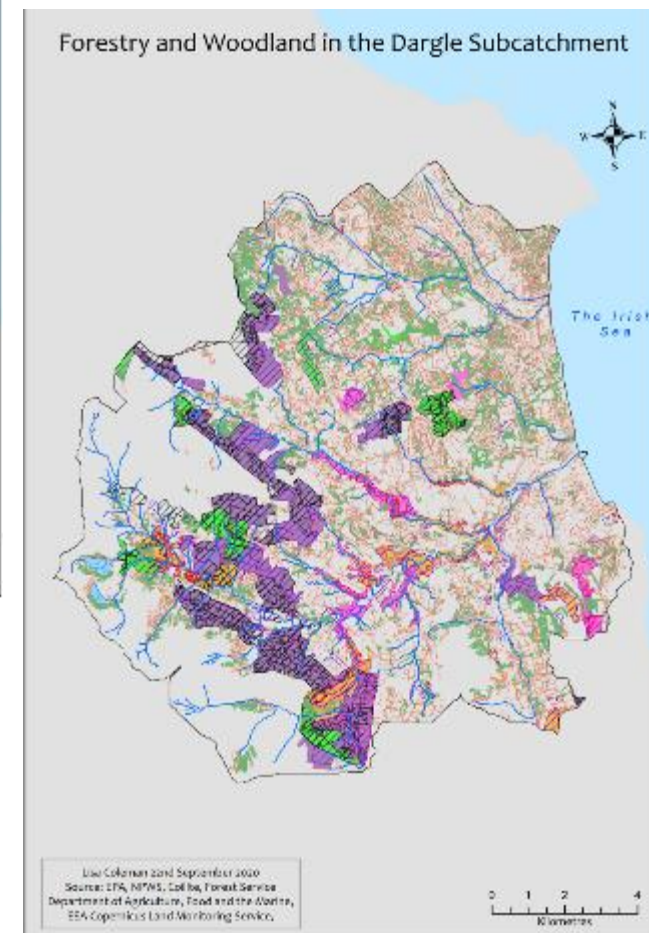 Forestry and Woodland in the Dargle Subcatchment
N
W E
S
The Irish
Sea
Lisa Coleman 22nd September 2020
Source: EPA, NPWS, Coillte, Forest Service
Department of Agriculture, Food and the Marine,
EEA Copernicus Land Monitoring Service.
0 1 2 4
Kilometres